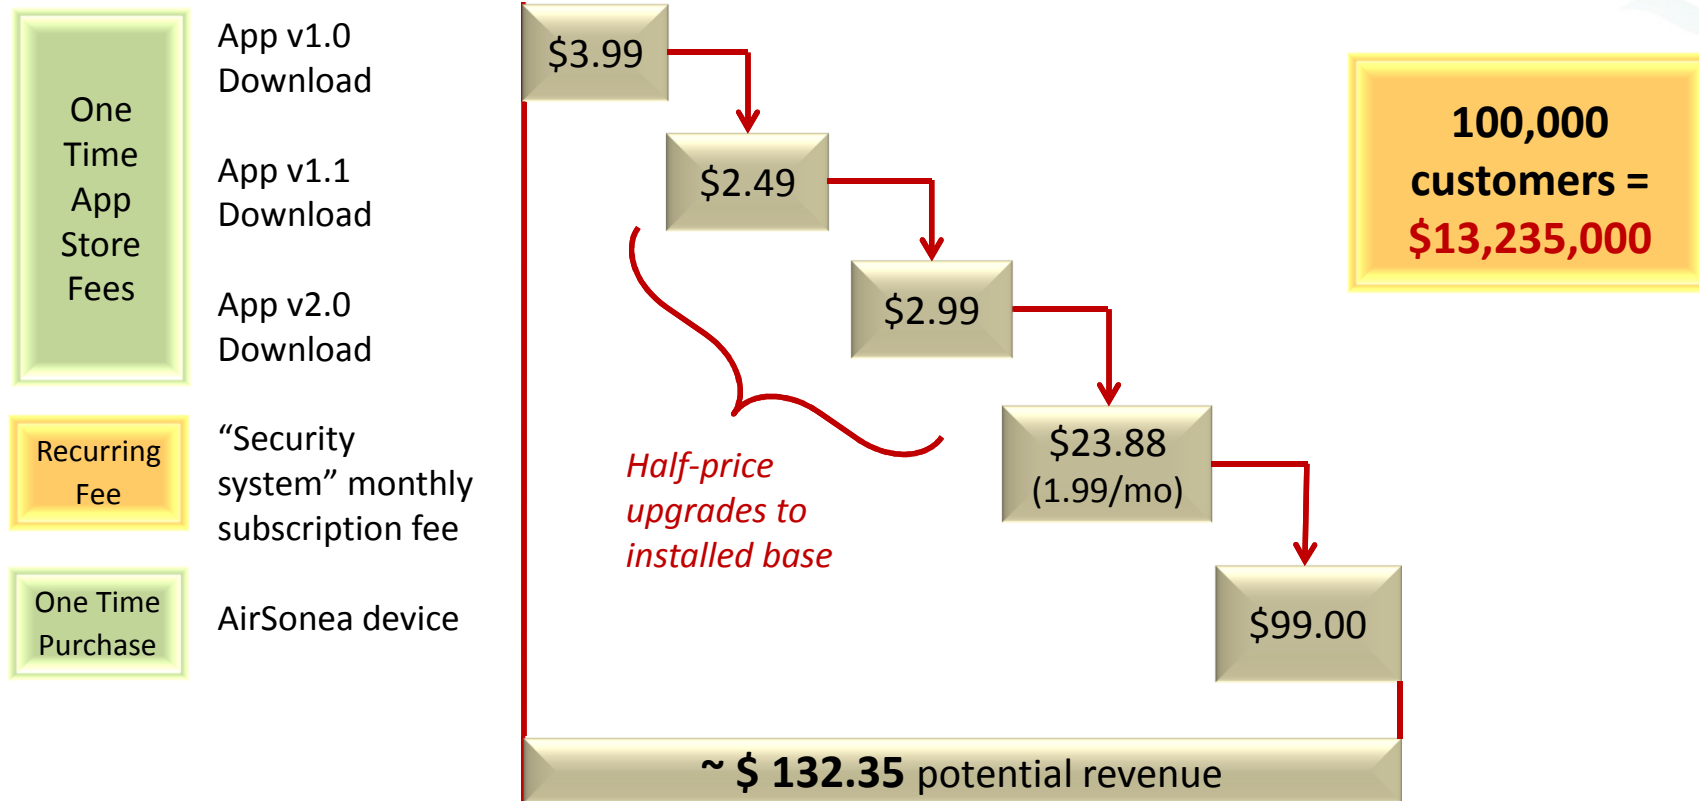 One
Time
App
Store
Fees
App v1.0
Download
App v1.1
Download
App v2.0
Download
$3.99
$2.49
$2.99
Half-price
upgrades to
installed base
100,000
customers =
$13,235,000
Recurring
Fee
“Security
system” monthly
subscription fee
$23.88
(1.99/mo)
One Time
Purchase
AirSonea device
$99.00
~ $ 132.35 potential revenue